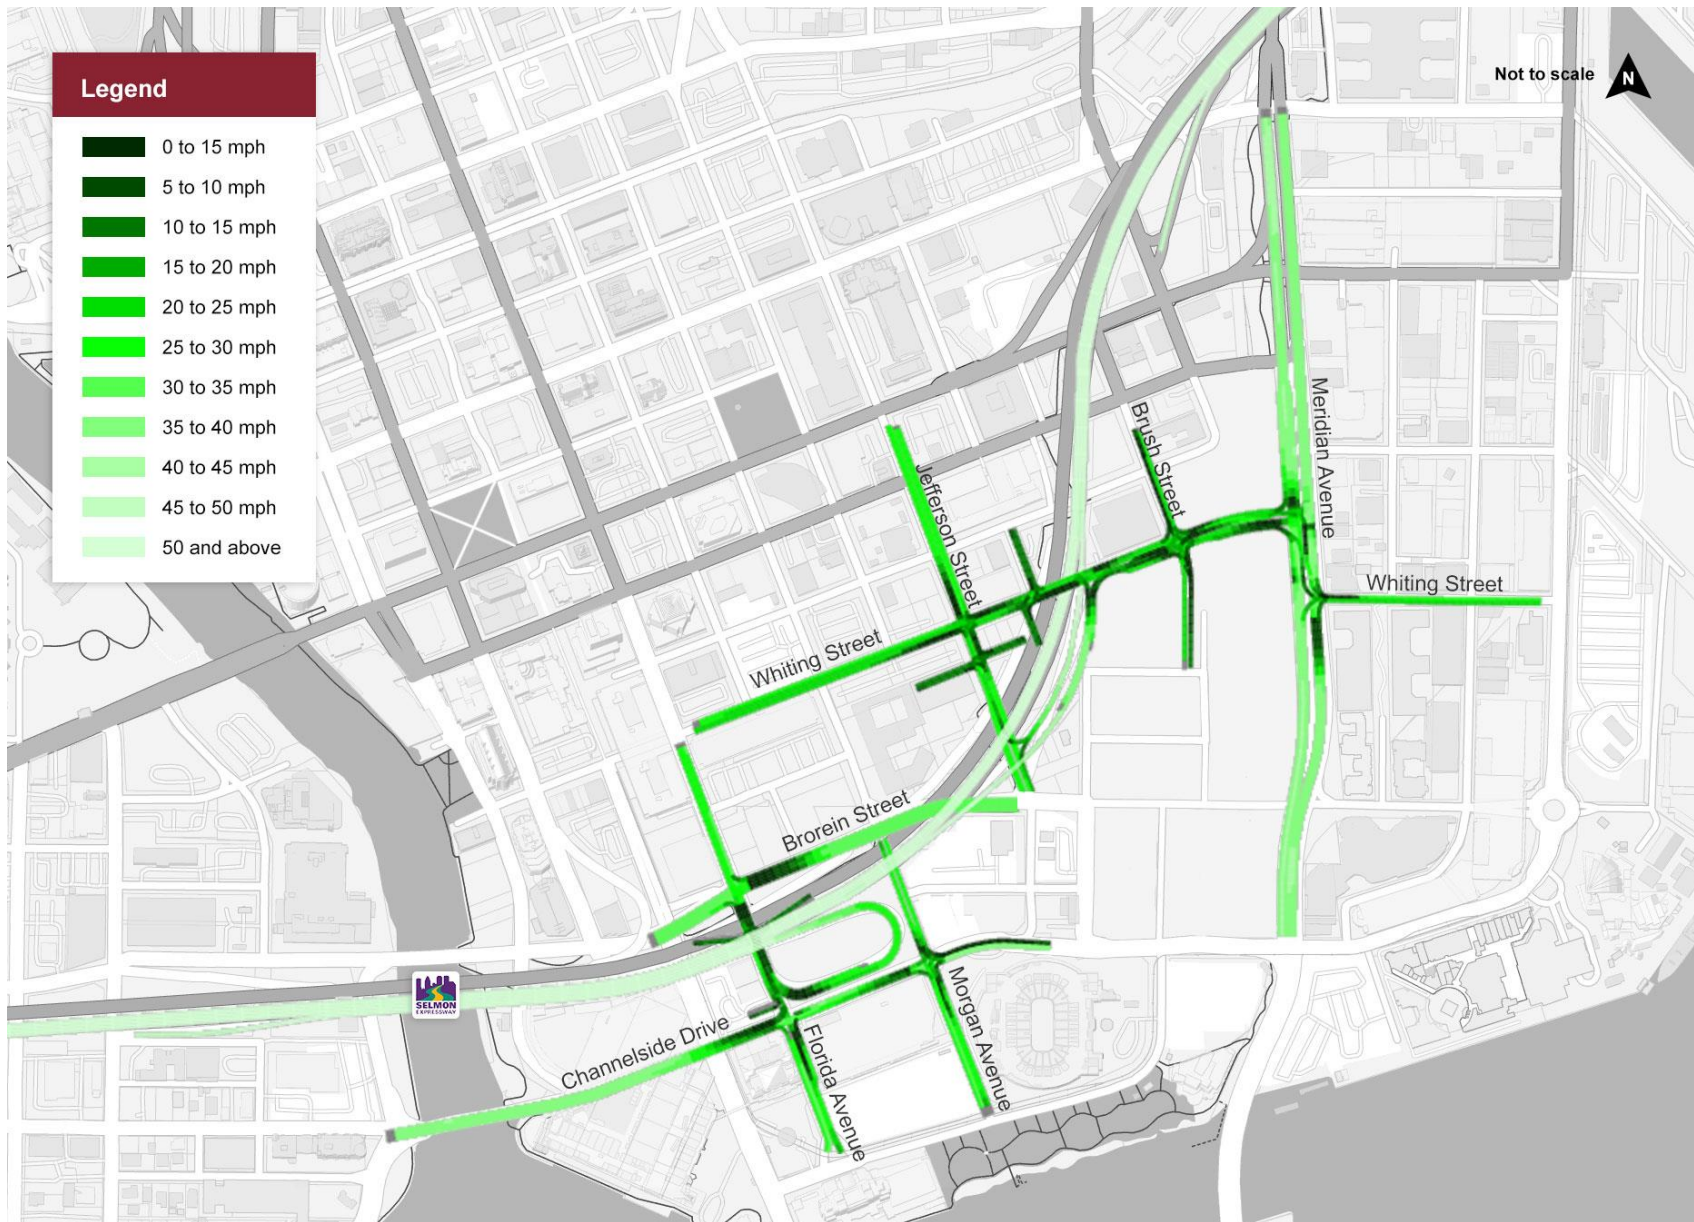 Legend
0 to 15 mph
5 to 10 mph
10 to 15 mph
15 to 20 mph
20 to 25 mph
25 to 30 mph
30 to 35 mph
35 to 40 mph
40 to 45 mph
45 to 50 mph
50 and above
Not to scale
N
Meridian Avenue
Brush Street
Jefferson Street
Whiting Street
Whiting Street
Brorein Street
SELMON
EXPRESSWAY
Channelside Drive
Florida Avenue
Morgan Avenue